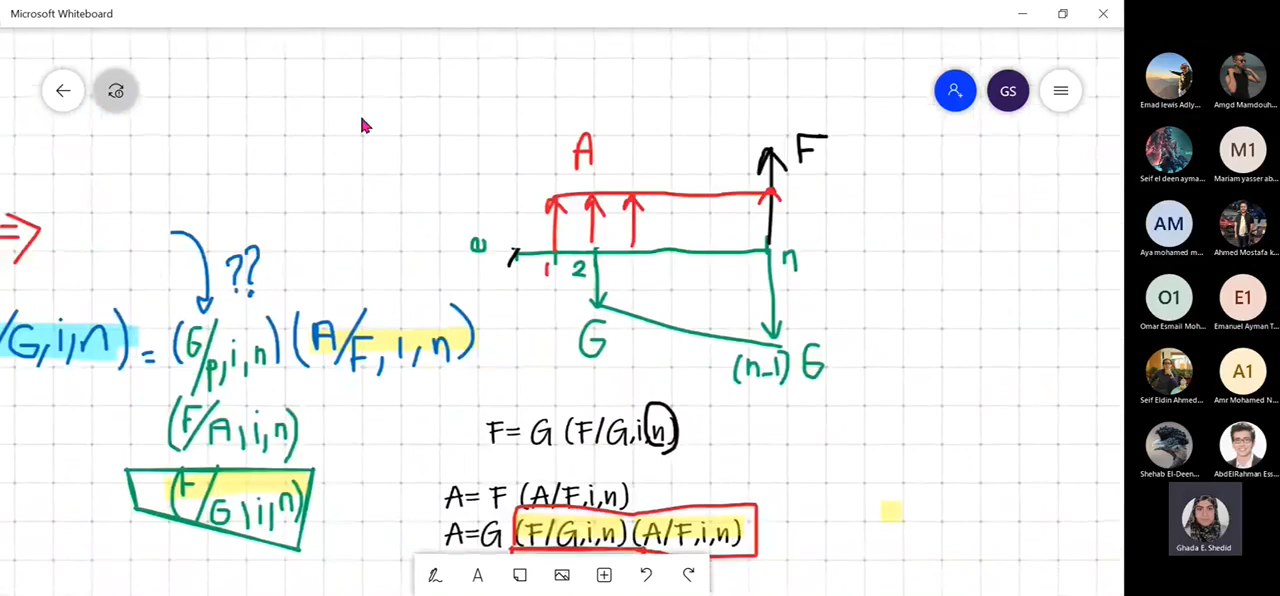 Microsoft Whiteboard
GS
A
F
0
1
2
n
G
(n-1) G
⇒
??
/G,i,n) = (G/p,i,n) (A/F,i,n)
(F/A,i,n)
(F/G,i,n)
F= G (F/G,i,n)
A= F (A/F,i,n)
A=G (F/G,i,n) (A/F,i,n)
A
Emad lewis Adly...
Amgd Mamdouh...
Seif el deen ayma...
M1
Mariam yasser ab...
AM
Aya mohamed m...
Ahmed Mostafa k...
O1
Omar Esmail Moh...
E1
Emanuel Ayman T...
Seif Eldin Ahmed...
A1
Amr Mohamed N...
Shehab El-Deen...
AbdElRahman Ess...
Ghada E. Shedid